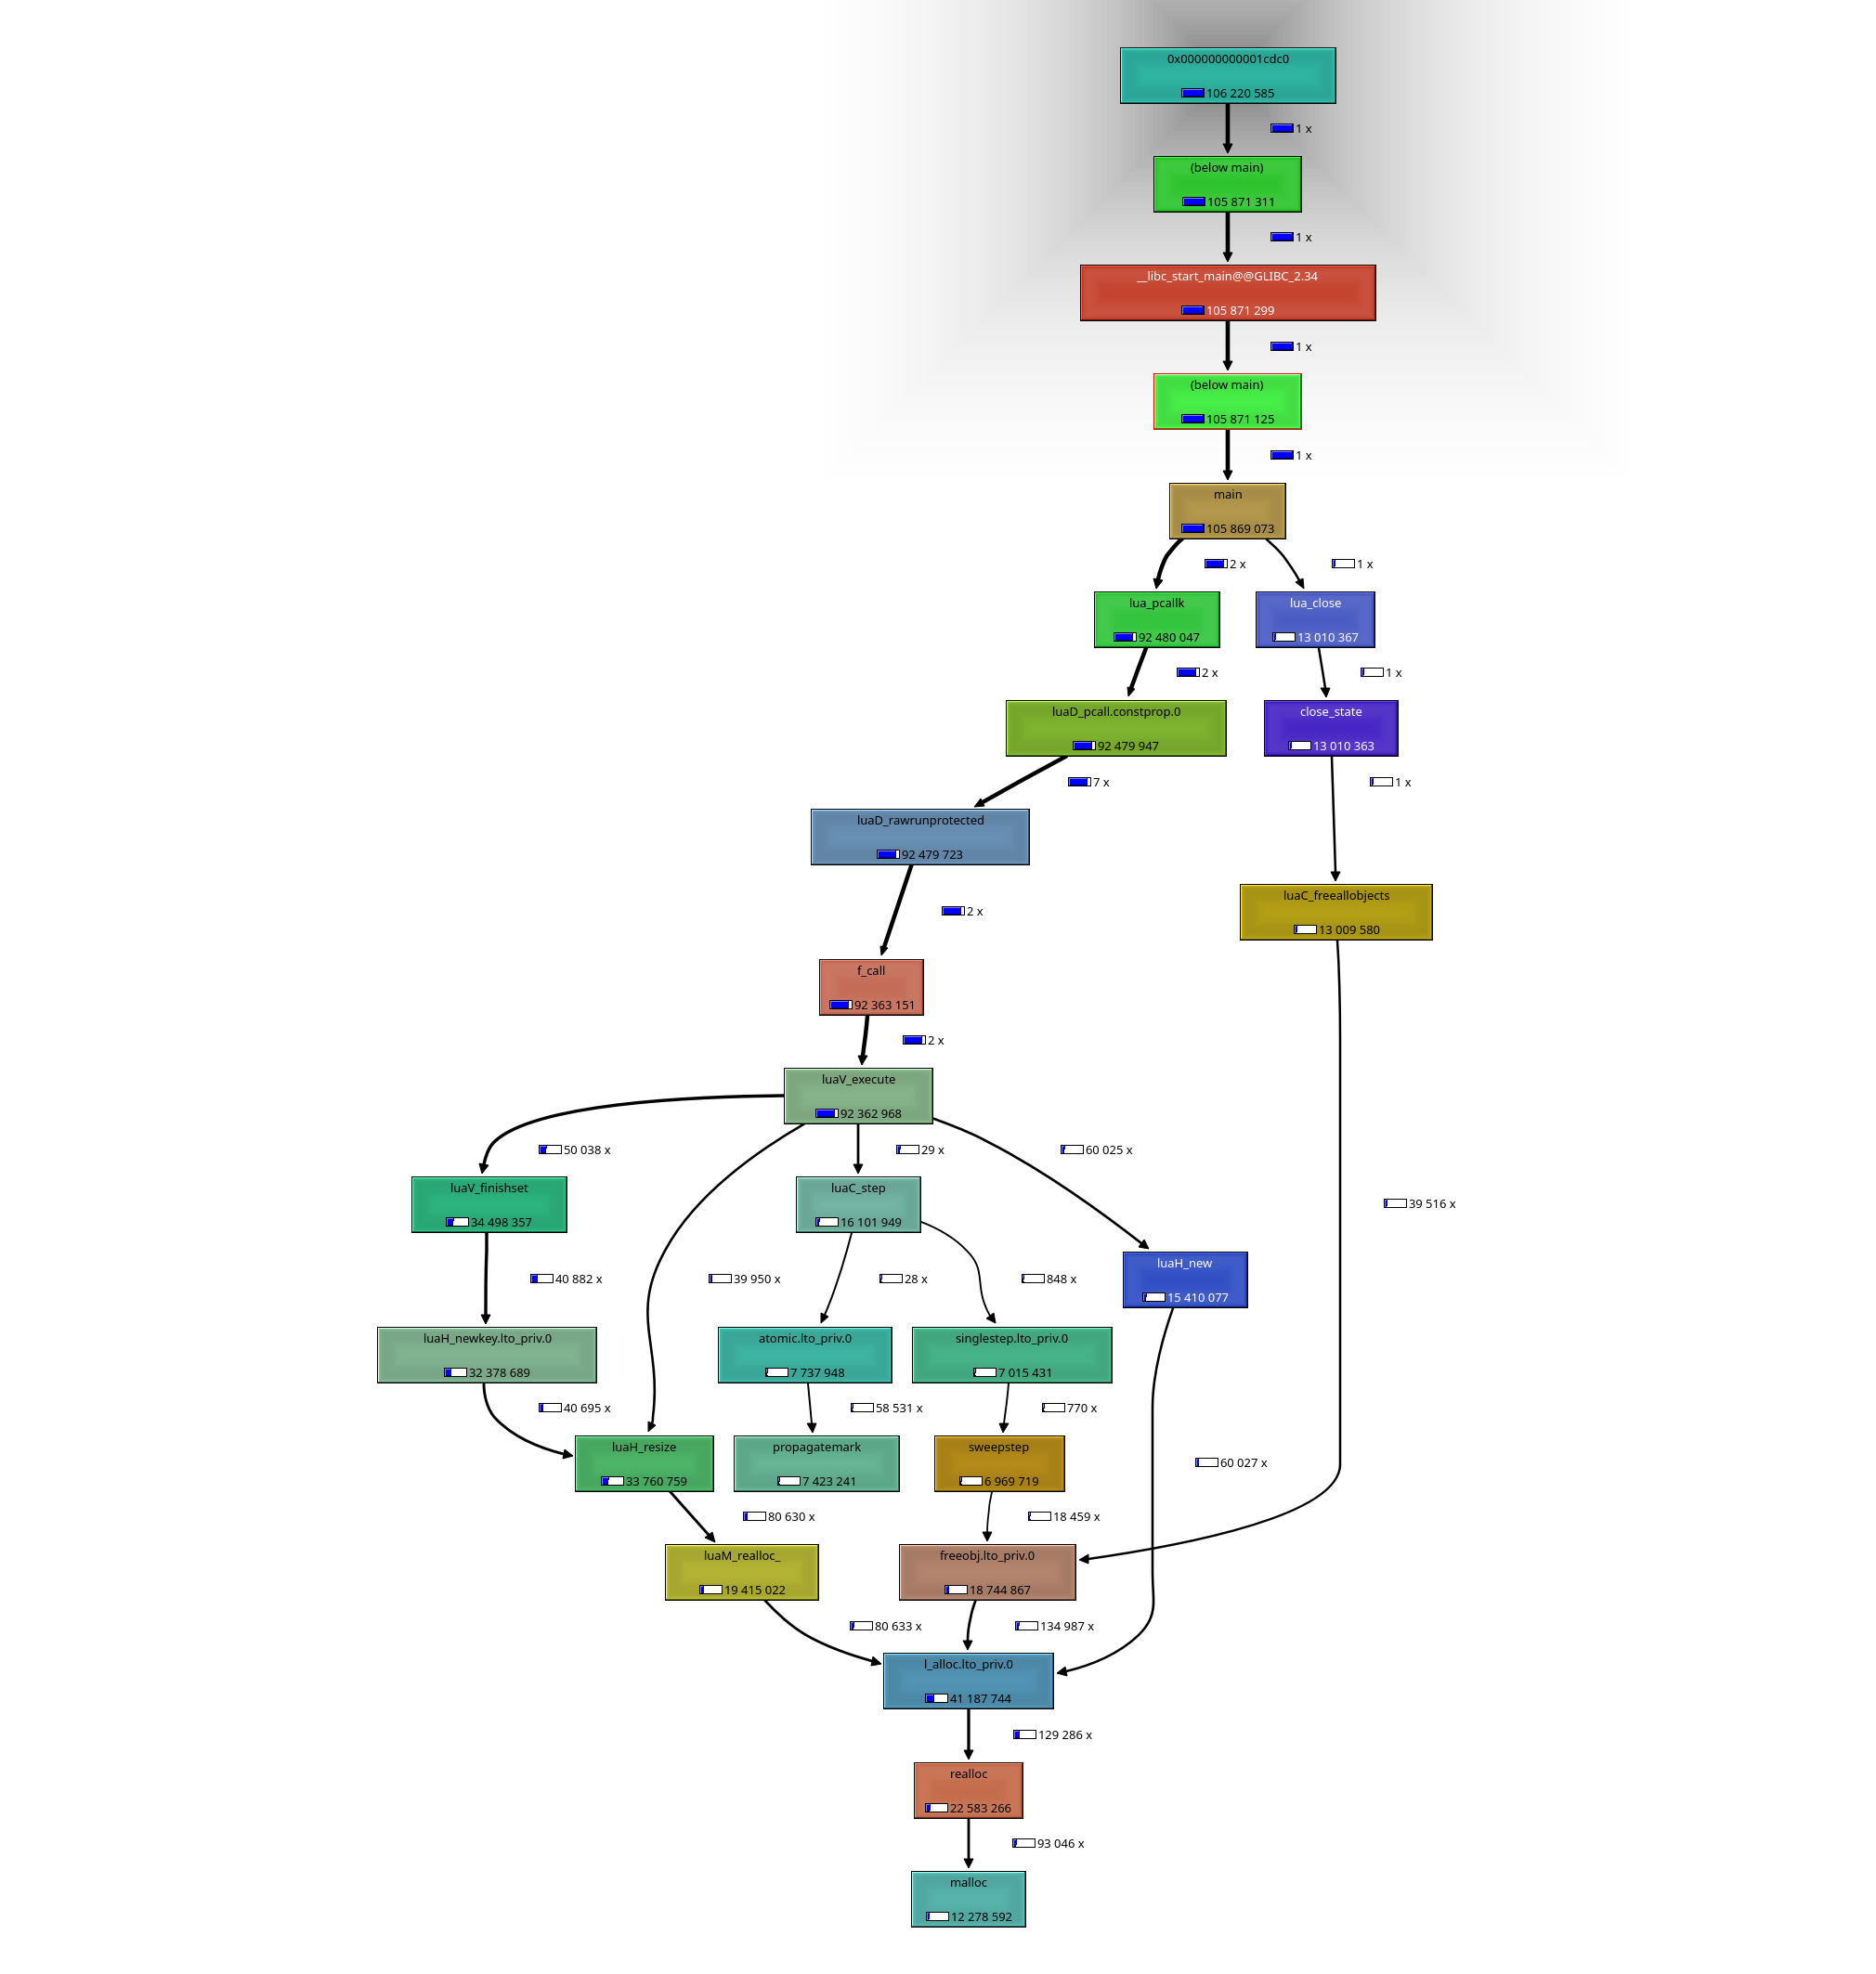 0x000000000001cdc0
106 220 585
1 x
(below main)
105 871 311
1 x
__libc_start_main@@GLIBC_2.34
105 871 299
1 x
(below main)
105 871 125
1 x
main
105 869 073
2 x
1 x
lua_pcallk
92 480 047
lua_close
13 010 367
2 x
1 x
luaD_pcall.constprop.0
92 479 947
close_state
13 010 363
7 x
1 x
luaD_rawrunprotected
92 479 723
luaC_freeallobjects
13 009 580
2 x
f_call
92 363 151
2 x
luaV_execute
92 362 968
50 038 x
29 x
60 025 x
luaV_finishset
34 498 357
luaC_step
16 101 949
39 516 x
luaH_new
15 410 077
40 882 x
39 950 x
28 x
848 x
luaH_newkey.lto_priv.0
32 378 689
atomic.lto_priv.0
7 737 948
singlestep.lto_priv.0
7 015 431
40 695 x
58 531 x
770 x
luaH_resize
33 760 759
propagatemark
7 423 241
sweepstep
6 969 719
60 027 x
80 630 x
18 459 x
luaM_realloc_
19 415 022
freeobj.lto_priv.0
18 744 867
80 633 x
134 987 x
l_alloc.lto_priv.0
41 187 744
129 286 x
realloc
22 583 266
93 046 x
malloc
12 278 592